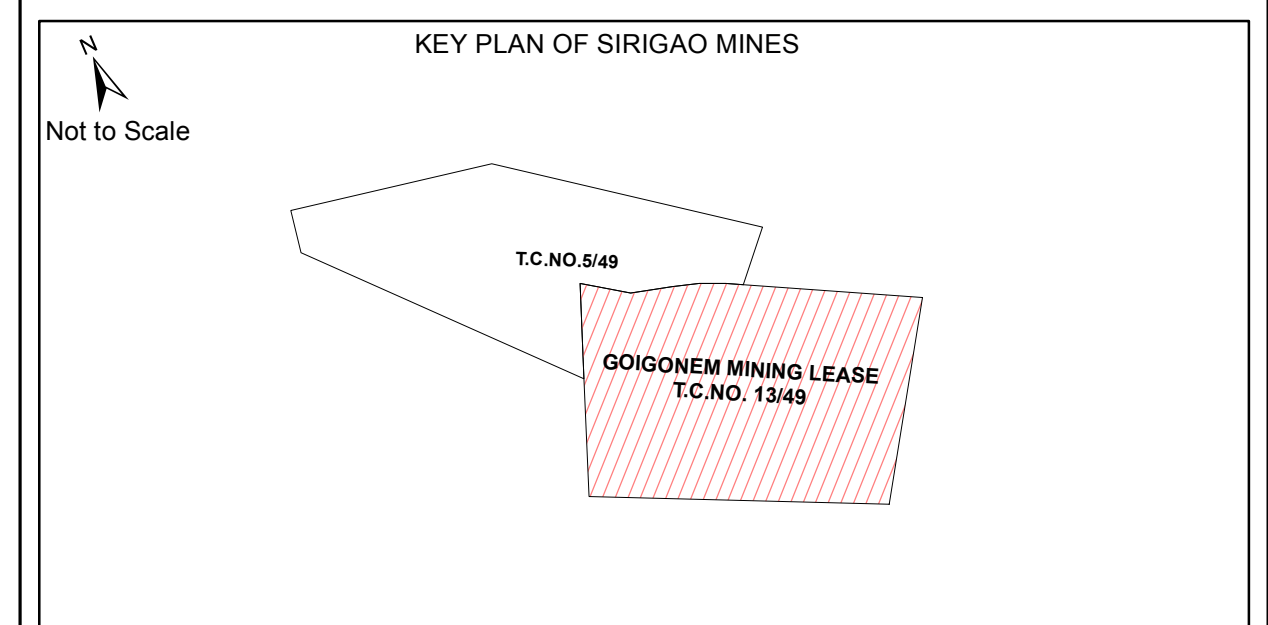 N
KEY PLAN OF SIRIGAO MINES
Not to Scale
T.C.NO.5/49
GOIGONEM MINING LEASE
T.C.NO. 13/49